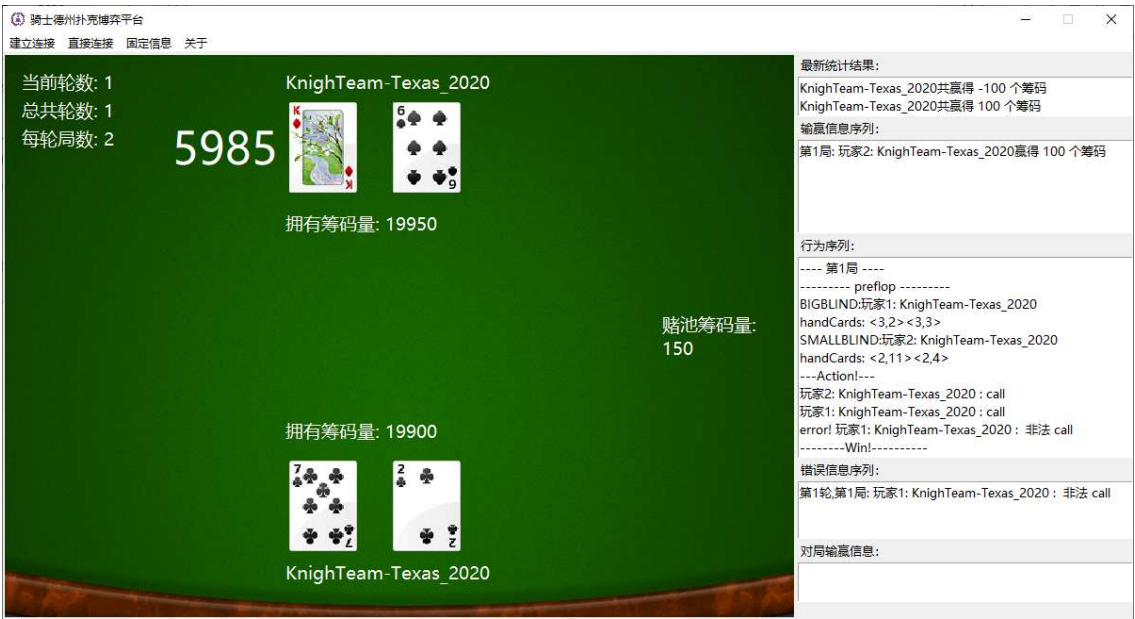 骑士德州扑克博弈平台
建立连接 直接连接 固定信息 关于
当前轮数: 1
总共轮数: 1
每轮局数: 2
5985
KnighTeam-Texas_2020
K
K
6
6
拥有筹码量: 19950
赌池筹码量:
150
拥有筹码量: 19900
7
7
2
2
KnighTeam-Texas_2020
最新统计结果:
KnighTeam-Texas_2020共赢得 -100 个筹码
KnighTeam-Texas_2020共赢得 100 个筹码
输赢信息序列:
第1局: 玩家2: KnighTeam-Texas_2020赢得 100 个筹码
行为序列:
---- 第1局 ----
--------- preflop ---------
BIGBLIND:玩家1: KnighTeam-Texas_2020
handCards: <3,2><3,3>
SMALLBLIND:玩家2: KnighTeam-Texas_2020
handCards: <2,11><2,4>
---Action!---
玩家2: KnighTeam-Texas_2020 : call
玩家1: KnighTeam-Texas_2020 : call
error! 玩家1: KnighTeam-Texas_2020 : 非法 call
--------Win!----------
错误信息序列:
第1轮,第1局: 玩家1: KnighTeam-Texas_2020 : 非法 call
对局输赢信息: